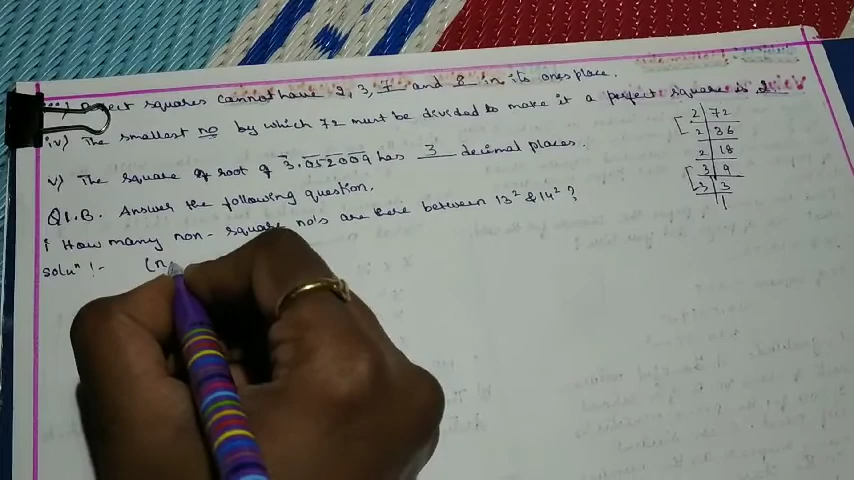 iii) Perfect squares cannot have 2, 3, 7 and 8 in its ones place.
iv) The smallest no by which 72 must be divided to make it a perfect square is 2
v) The square root of 3.052009 has 3 decimal places.
Q1.B. Answer the following question.
i How many non-square no's are there between 13² & 14² ?
soluⁿ :- (n
2 | 72
2 | 36
2 | 18
3 | 9
3 | 3
1